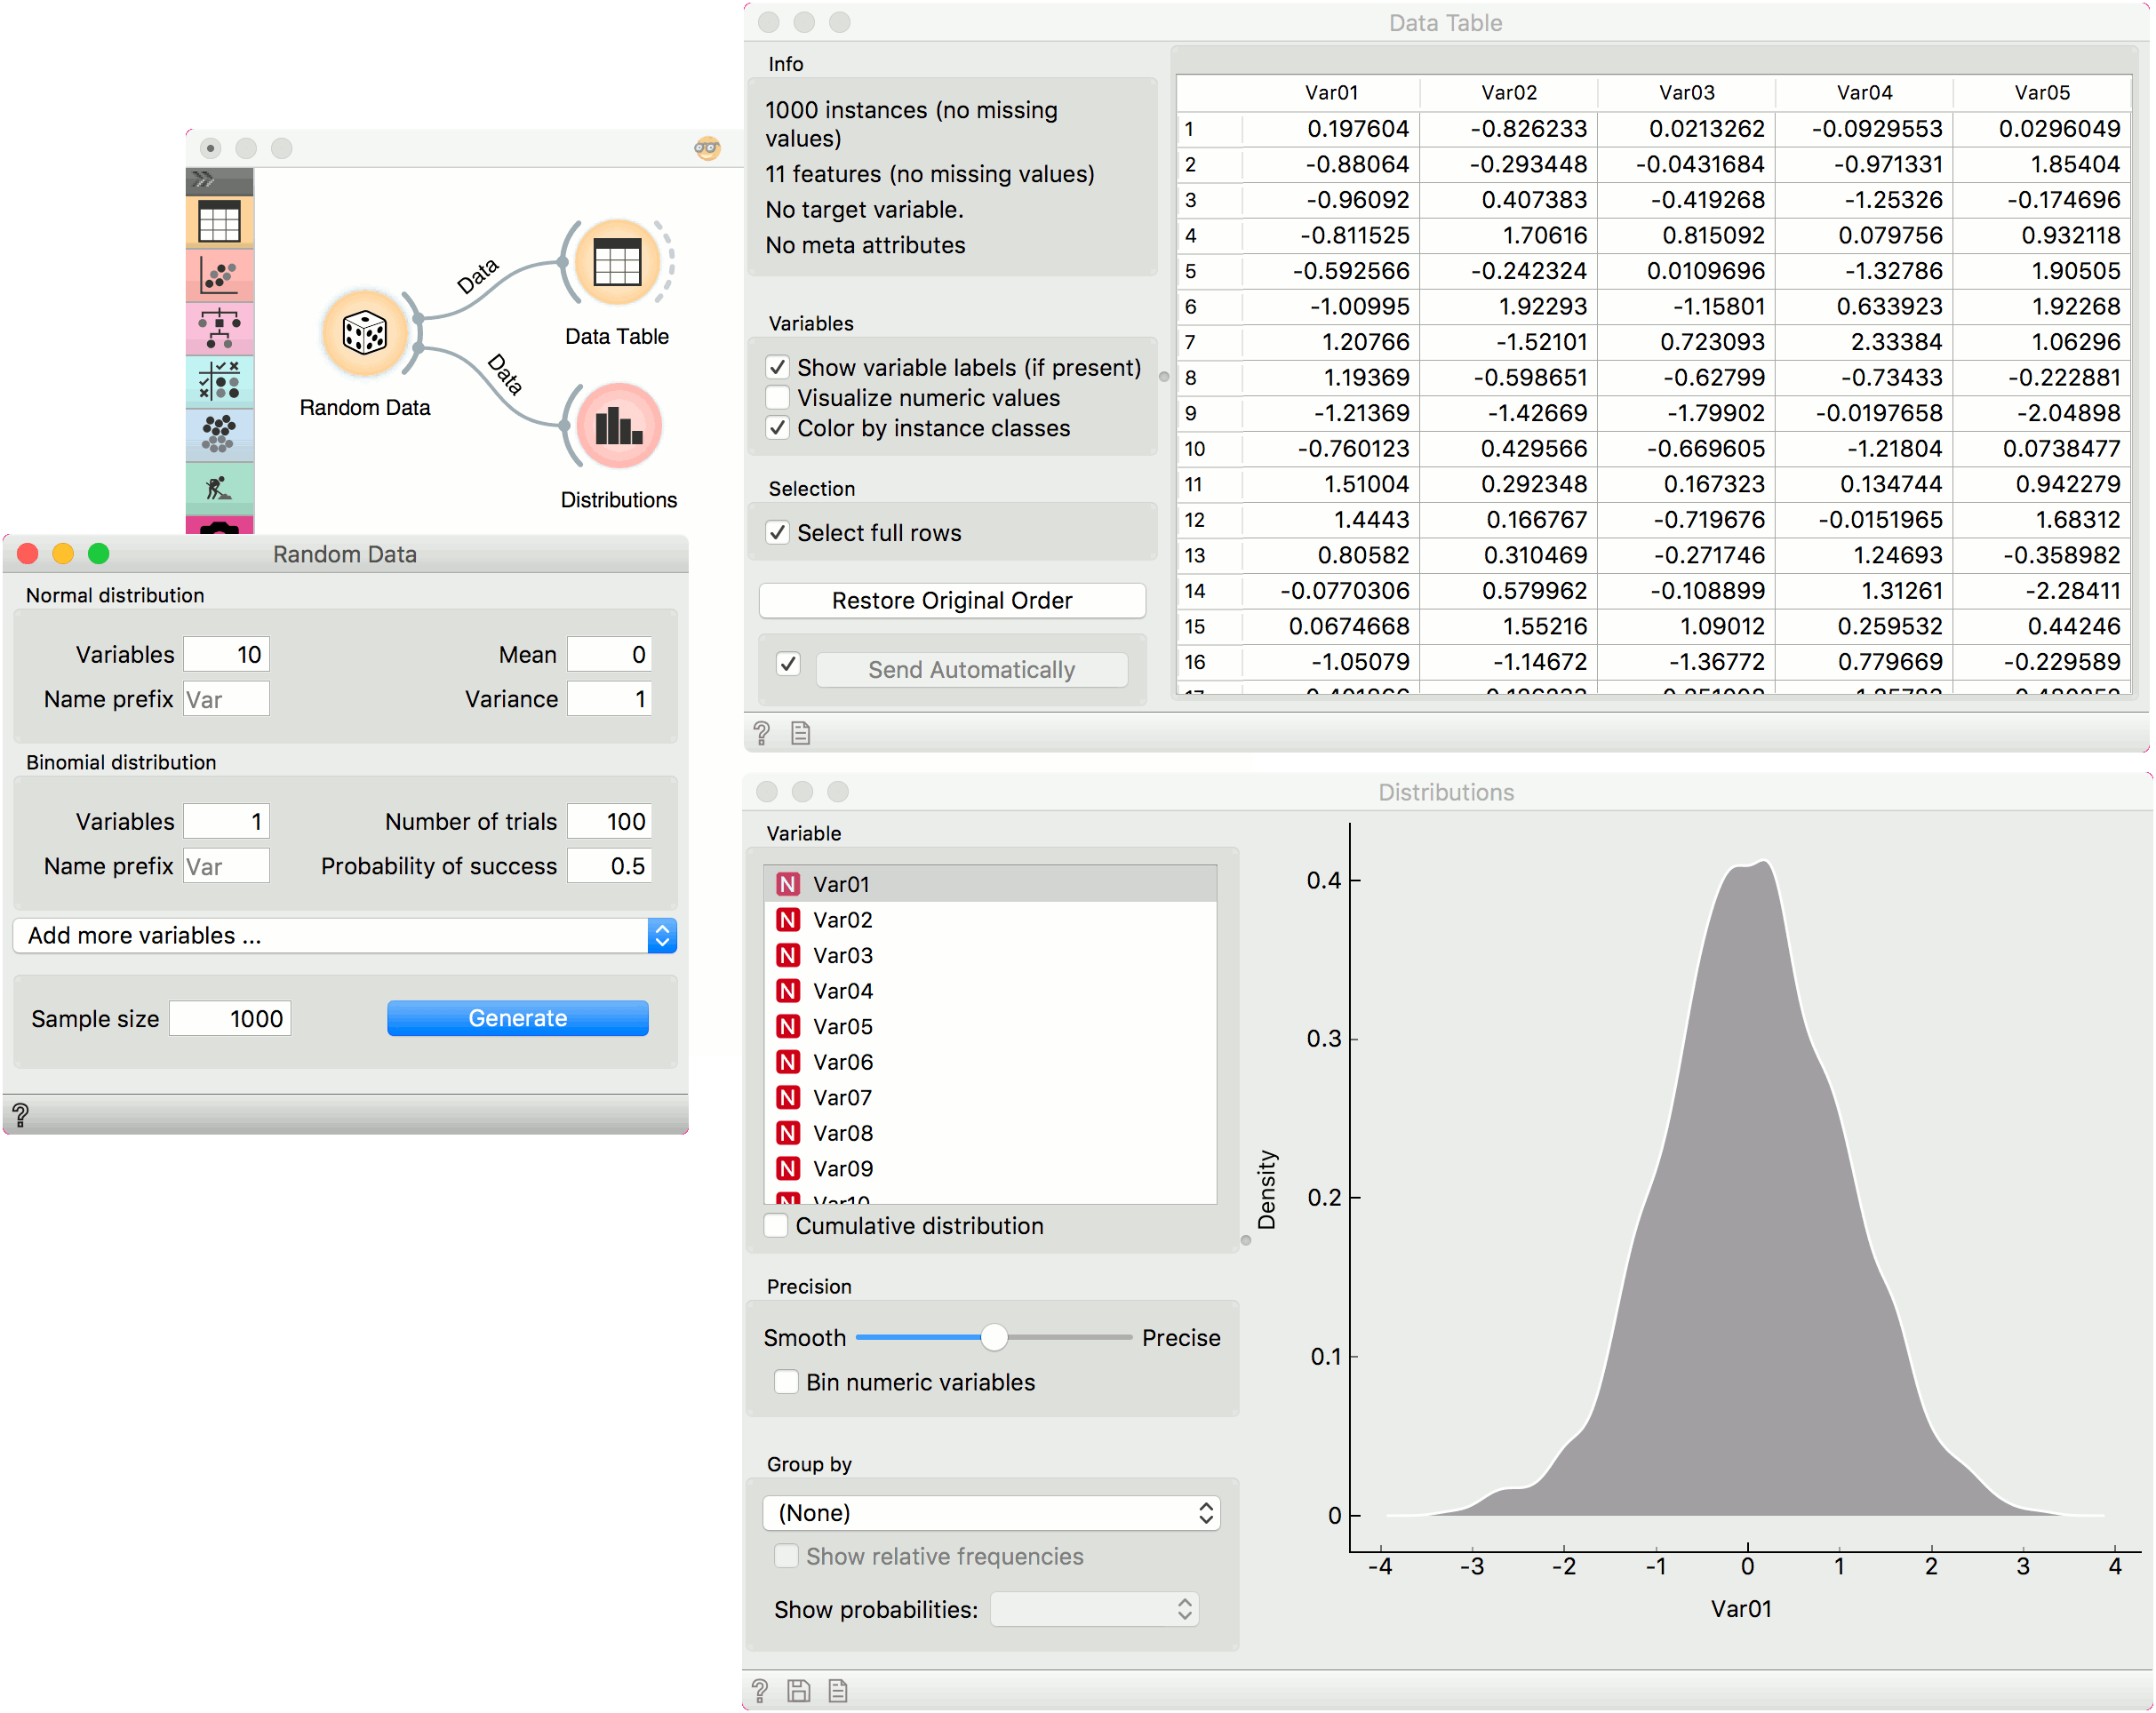 Data Table
Info
1000 instances (no missing
values)
11 features (no missing values)
No target variable.
No meta attributes
Variables
Show variable labels (if present)
Visualize numeric values
Color by instance classes
Selection
Select full rows
Restore Original Order
Send Automatically
Var01 Var02 Var03 Var04 Var05
1 0.197604 -0.826233 0.0213262 -0.0929553 0.0296049
2 -0.88064 -0.293448 -0.0431684 -0.971331 1.85404
3 -0.96092 0.407383 -0.419268 -1.25326 -0.174696
4 -0.811525 1.70616 0.815092 0.079756 0.932118
5 -0.592566 -0.242324 0.0109696 -1.32786 1.90505
6 -1.00995 1.92293 -1.15801 0.633923 1.92268
7 1.20766 -1.52101 0.723093 2.33384 1.06296
8 1.19369 -0.598651 -0.62799 -0.73433 -0.222881
9 -1.21369 -1.42669 -1.79902 -0.0197658 -2.04898
10 -0.760123 0.429566 -0.669605 -1.21804 0.0738477
11 1.51004 0.292348 0.167323 0.134744 0.942279
12 1.4443 0.166767 -0.719676 -0.0151965 1.68312
13 0.80582 0.310469 -0.271746 1.24693 -0.358982
14 -0.0770306 0.579962 -0.108899 1.31261 -2.28411
15 0.0674668 1.55216 1.09012 0.259532 0.44246
16 -1.05079 -1.14672 -1.36772 0.779669 -0.229589
Data
Data
Random Data
Data Table
Distributions
Random Data
Normal distribution
Variables 10 Mean 0
Name prefix Var Variance 1
Binomial distribution
Variables 1 Number of trials 100
Name prefix Var Probability of success 0.5
Add more variables ...
Sample size 1000 Generate
?
?
Distributions
Variable
N Var01
N Var02
N Var03
N Var04
N Var05
N Var06
N Var07
N Var08
N Var09
N Var10
Cumulative distribution
Precision
Smooth Precise
Bin numeric variables
Group by
(None)
Show relative frequencies
Show probabilities:
?
Density
0.4
0.3
0.2
0.1
0
-4 -3 -2 -1 0 1 2 3 4
Var01